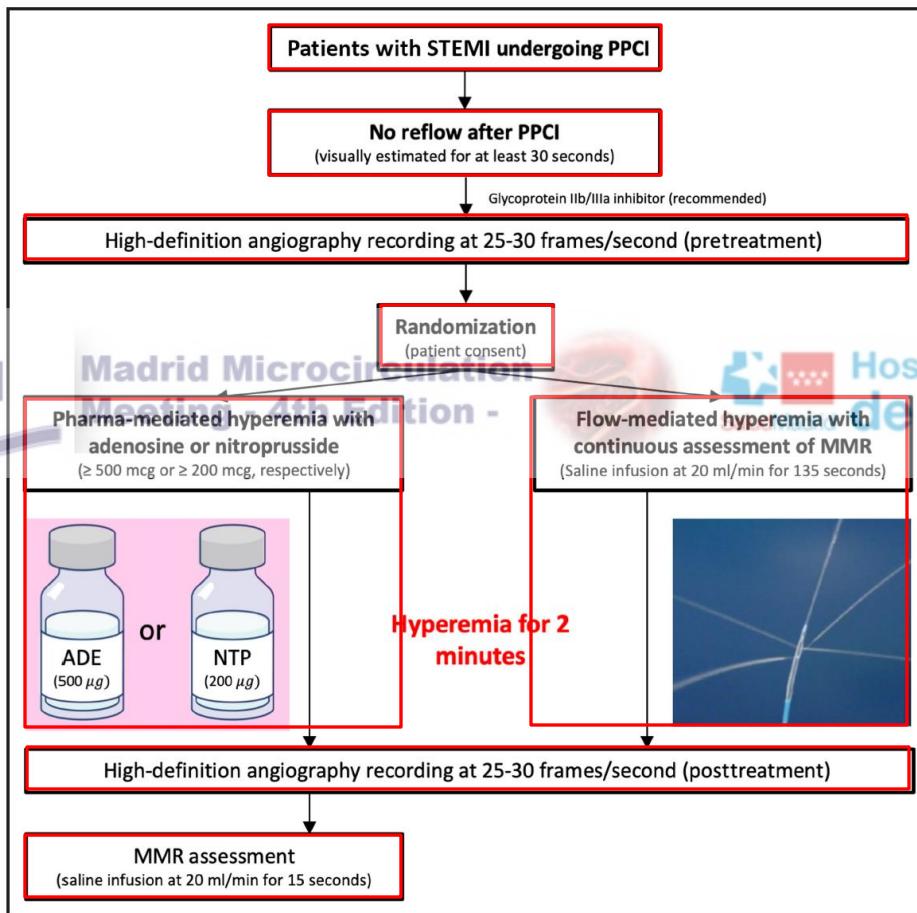 Patients with STEMI undergoing PPCI
No reflow after PPCI
(visually estimated for at least 30 seconds)
Glycoprotein IIb/IIIa inhibitor (recommended)
High-definition angiography recording at 25-30 frames/second (pretreatment)
Randomization
(patient consent)
Madrid Microcirculation
Meeting - 4th Edition -
Hos
de
Pharma-mediated hyperemia with
adenosine or nitroprusside
(≥ 500 mcg or ≥ 200 mcg, respectively)
Flow-mediated hyperemia with
continuous assessment of MMR
(Saline infusion at 20 ml/min for 135 seconds)
ADE
(500 μg)
or
NTP
(200 μg)
Hyperemia for 2
minutes
High-definition angiography recording at 25-30 frames/second (posttreatment)
MMR assessment
(saline infusion at 20 ml/min for 15 seconds)